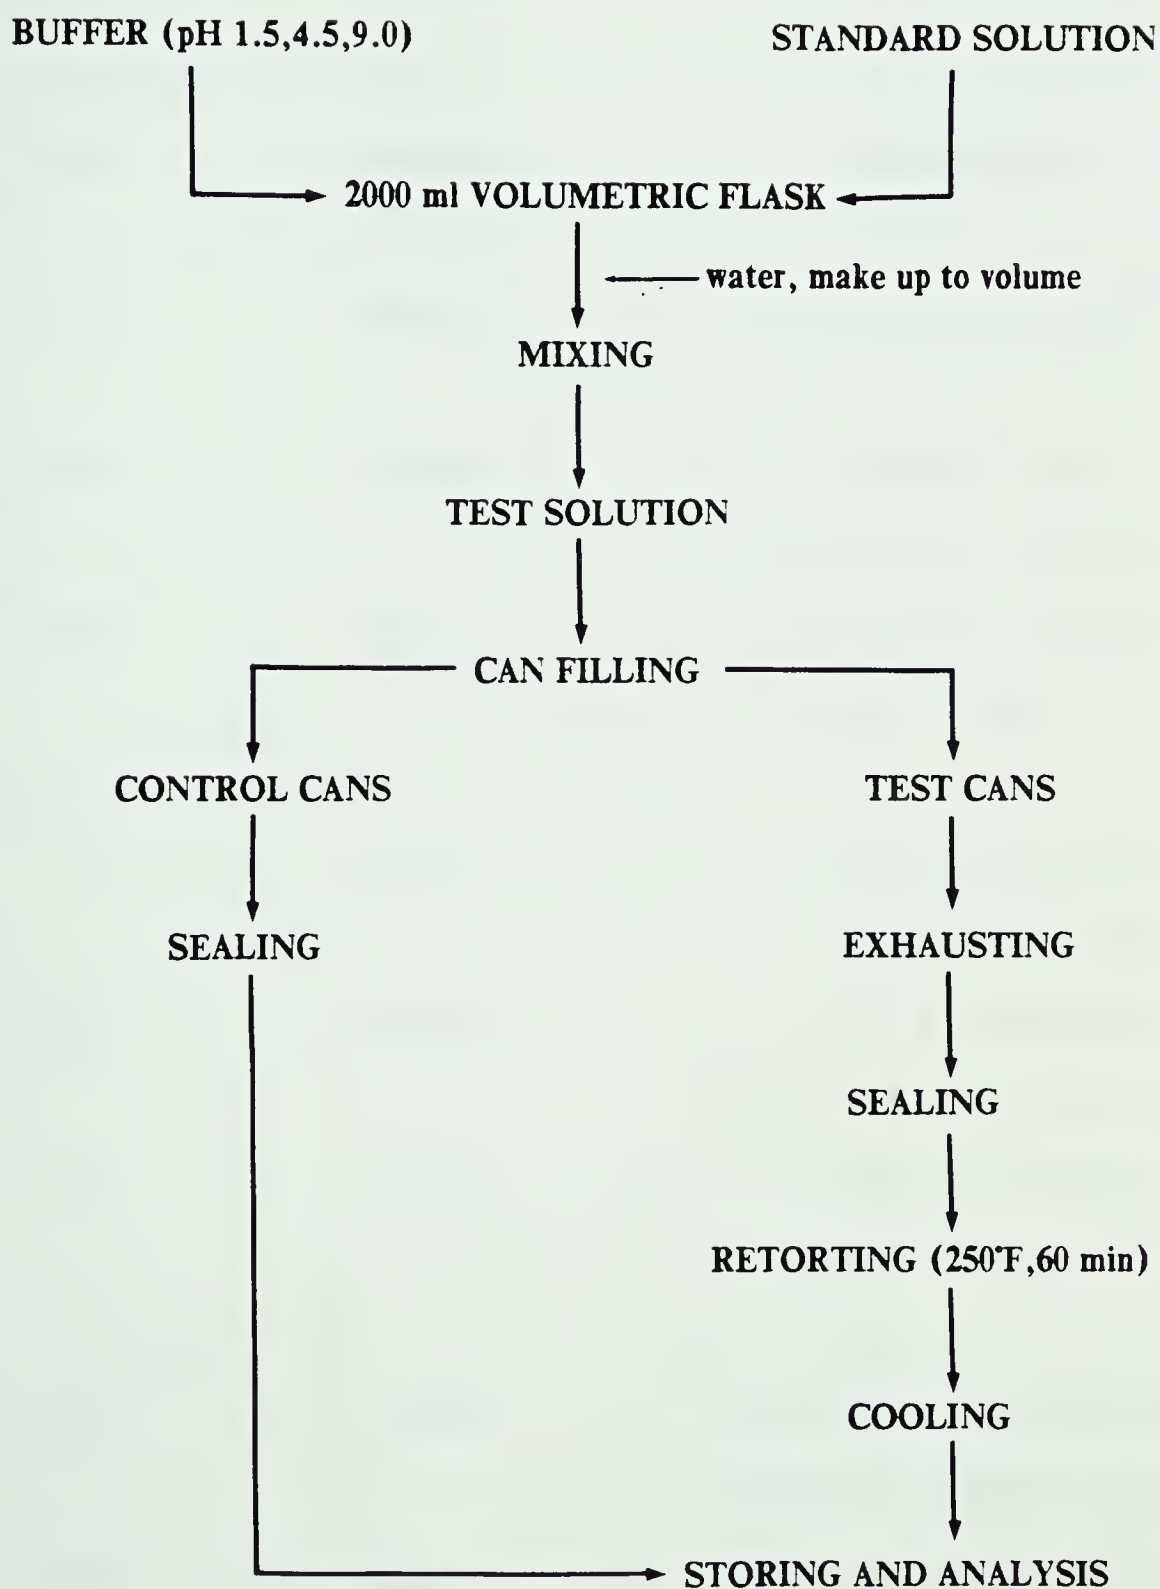 BUFFER (pH 1.5,4.5,9.0)
STANDARD SOLUTION
2000 ml VOLUMETRIC FLASK
water, make up to volume
MIXING
TEST SOLUTION
CAN FILLING
CONTROL CANS
TEST CANS
SEALING
EXHAUSTING
SEALING
RETORTING (250°F,60 min)
COOLING
STORING AND ANALYSIS